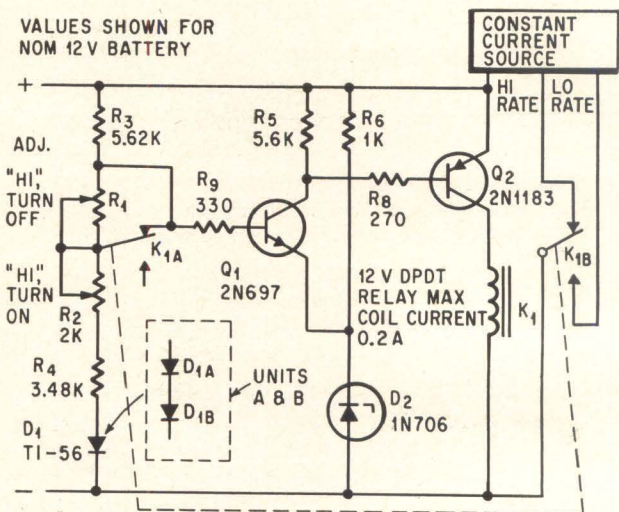 VALUES SHOWN FOR
NOM 12 V BATTERY
CONSTANT
CURRENT
SOURCE
+
HI
RATE
LO
RATE
R3
5.62K
R5
5.6K
R6
1K
ADJ.
"HI,"
TURN
OFF
R1
K1A
R9
330
Q1
2N697
R8
270
Q2
2N1183
K1B
"HI,"
TURN
ON
R2
2K
12 V DPDT
RELAY MAX
COIL CURRENT
0.2 A
K1
R4
3.48K
D1A
D1B
UNITS
A & B
D1
TI-56
D2
1N706
–